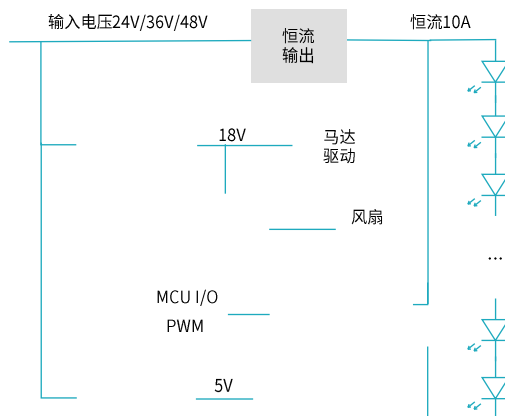 输入电压24V/36V/48V
恒流
输出
恒流10A
18V
马达
驱动
风扇
...
MCU I/O
PWM
5V